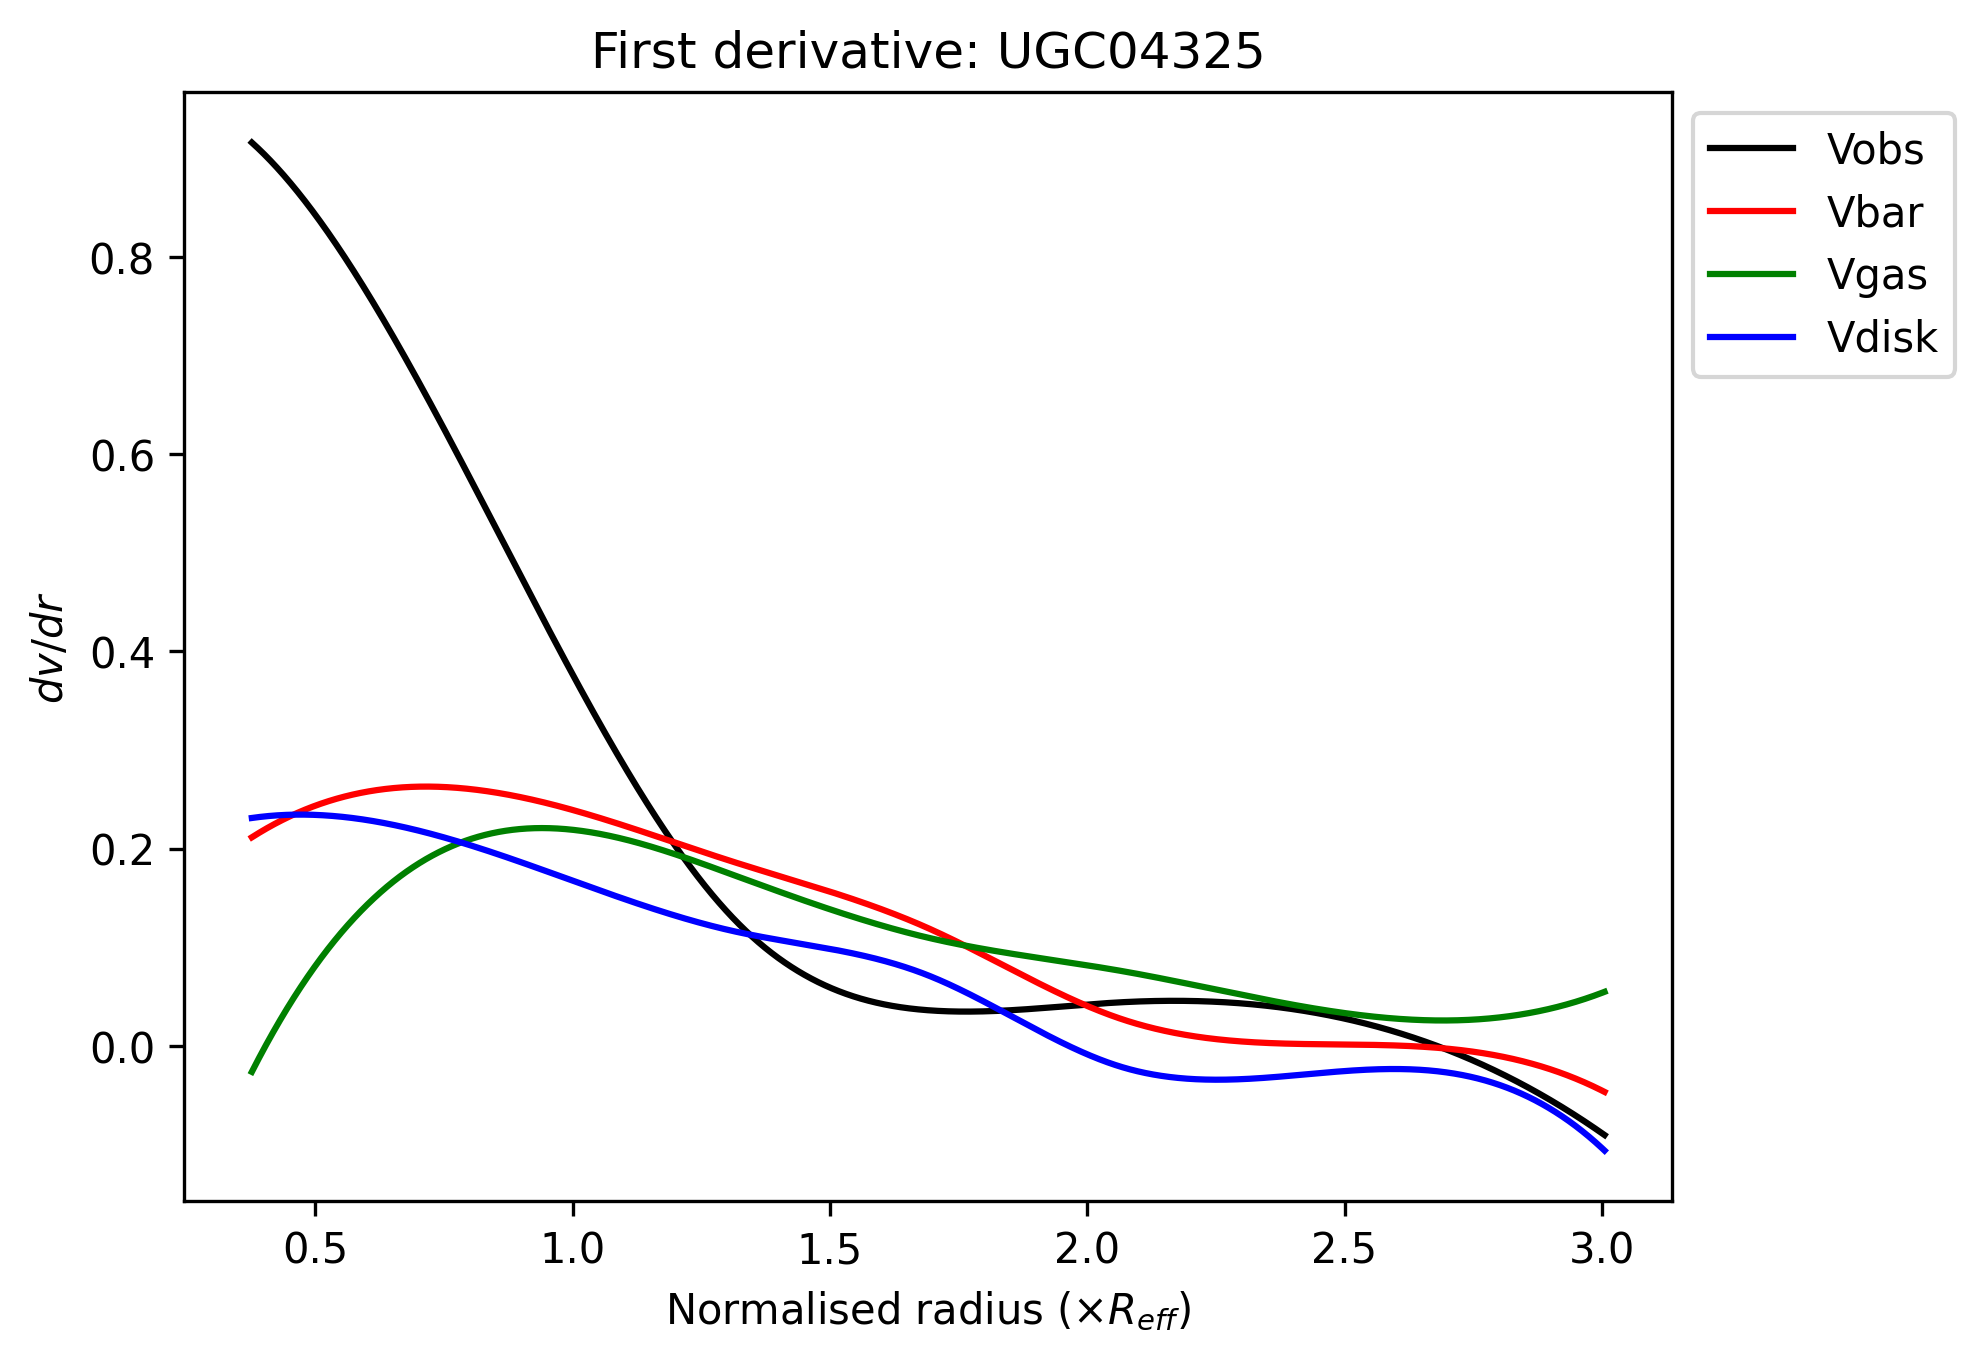 First derivative: UGC04325
Vobs
Vbar
Vgas
Vdisk
dv/dr
0.8
0.6
0.4
0.2
0.0
0.5 1.0 1.5 2.0 2.5 3.0
Normalised radius (×R_eff)